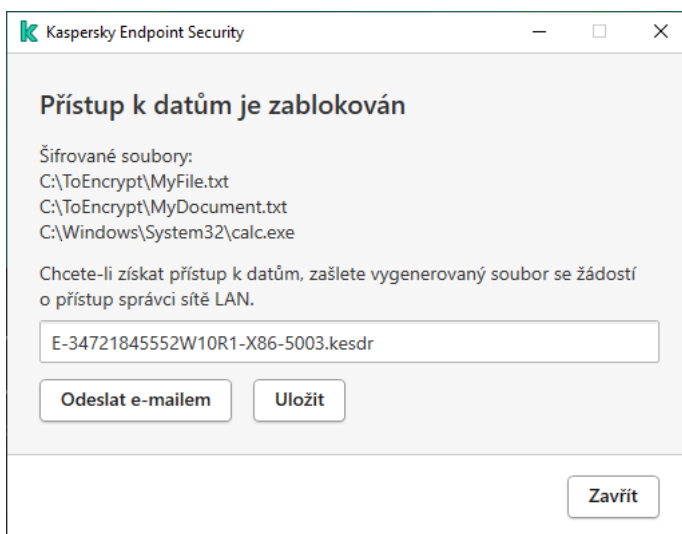 Kaspersky Endpoint Security
Přístup k datům je zablokován
Šifrované soubory:
C:\ToEncrypt\MyFile.txt
C:\ToEncrypt\MyDocument.txt
C:\Windows\System32\calc.exe
Chcete-li získat přístup k datům, zašlete vygenerovaný soubor se žádostí
o přístup správci sítě LAN.
E-34721845552W10R1-X86-5003.kesdr
Odeslat e-mailem
Uložit
Zavřít